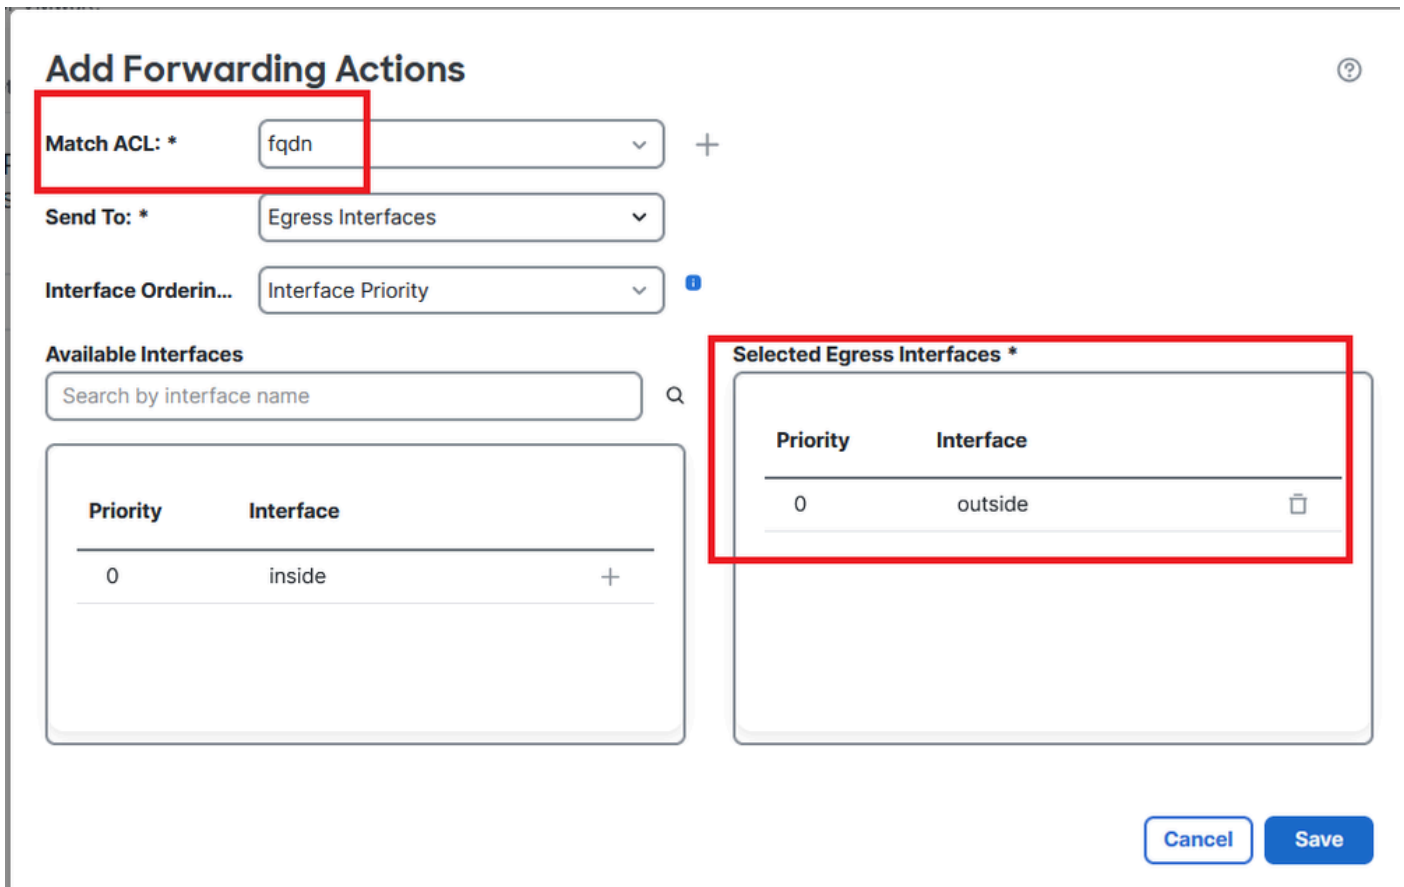 Add Forwarding Actions
Match ACL: *
fqdn
Send To: *
Egress Interfaces
Interface Orderin...
Interface Priority
Available Interfaces
Search by interface name
Priority Interface
0 inside
Selected Egress Interfaces *
Priority Interface
0 outside
Cancel
Save